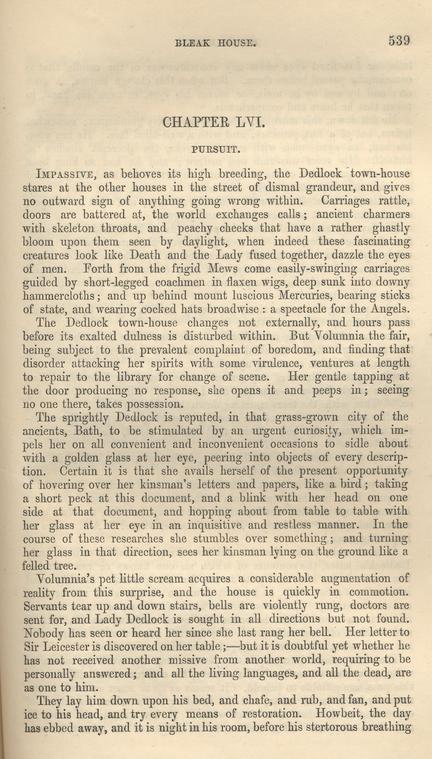 BLEAK HOUSE. 539
CHAPTER LVI.
PURSUIT.
IMPASSIVE, as behoves its high breeding, the Dedlock town-house
stares at the other houses in the street of dismal grandeur, and gives
no outward sign of anything going wrong within. Carriages rattle,
doors are battered at, the world exchanges calls; ancient charmers
with skeleton throats, and peachy cheeks that have a rather ghastly
bloom upon them seen by daylight, when indeed these fascinating
creatures look like Death and the Lady fused together, dazzle the eyes
of men. Forth from the frigid Mews come easily-swinging carriages
guided by short-legged coachmen in flaxen wigs, deep sunk into downy
hammercloths; and up behind mount luscious Mercuries, bearing sticks
of state, and wearing cocked hats broadwise: a spectacle for the Angels.
The Dedlock town-house changes not externally, and hours pass
before its exalted dulness is disturbed within. But Volumnia the fair,
being subject to the prevalent complaint of boredom, and finding that
disorder attacking her spirits with some virulence, ventures at length
to repair to the library for change of scene. Her gentle tapping at
the door producing no response, she opens it and peeps in; seeing
no one there, takes possession.
The sprightly Dedlock is reputed, in that grass-grown city of the
ancients, Bath, to be stimulated by an urgent curiosity, which im-
pels her on all convenient and inconvenient occasions to sidle about
with a golden glass at her eye, peering into objects of every descrip-
tion. Certain it is that she avails herself of the present opportunity
of hovering over her kinsman's letters and papers, like a bird; taking
a short peck at this document, and a blink with her head on one
side at that document, and hopping about from table to table with
her glass at her eye in an inquisitive and restless manner. In the
course of these researches she stumbles over something; and turning
her glass in that direction, sees her kinsman lying on the ground like a
felled tree.
Volumnia's pet little scream acquires a considerable augmentation of
reality from this surprise, and the house is quickly in commotion.
Servants tear up and down stairs, bells are violently rung, doctors are
sent for, and Lady Dedlock is sought in all directions but not found.
Nobody has seen or heard her since she last rang her bell. Her letter to
Sir Leicester is discovered on her table;—but it is doubtful yet whether he
has not received another missive from another world, requiring to be
personally answered; and all the living languages, and all the dead, are
as one to him.
They lay him down upon his bed, and chafe, and rub, and fan, and put
ice to his head, and try every means of restoration. Howbeit, the day
has ebbed away, and it is night in his room, before his stertorous breathing